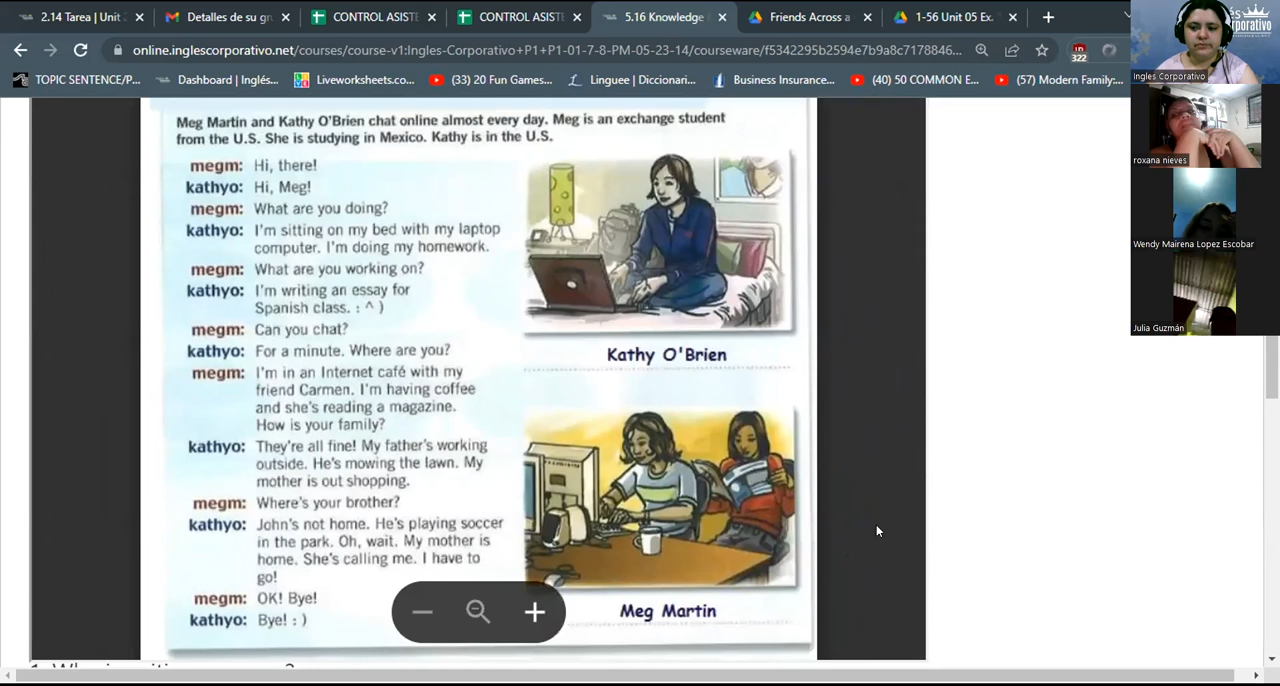 2.14 Tarea | Unit
Detalles de su gr
CONTROL ASIST
CONTROL ASIST
5.16 Knowledge
Friends Across a
1-56 Unit 05 Ex.
online.inglescorporativo.net/courses/course-v1:Ingles-Corporativo+P1+P1-01-7-8-PM-05-23-14/courseware/f5342295b2594e7b9a8c7178846...
322
TOPIC SENTENCE/P...
Dashboard | Inglés...
Liveworksheets.co...
(33) 20 Fun Games...
Linguee | Diccionari...
Business Insurance...
(40) 50 COMMON E...
(57) Modern Family:...
Ingles Corporativo
roxana nieves
Wendy Mairena Lopez Escobar
Julia Guzmán
Meg Martin and Kathy O'Brien chat online almost every day. Meg is an exchange student
from the U.S. She is studying in Mexico. Kathy is in the U.S.
megm: Hi, there!
kathyo: Hi, Meg!
megm: What are you doing?
kathyo: I'm sitting on my bed with my laptop
computer. I'm doing my homework.
megm: What are you working on?
kathyo: I'm writing an essay for
Spanish class. : ^ )
megm: Can you chat?
kathyo: For a minute. Where are you?
megm: I'm in an Internet café with my
friend Carmen. I'm having coffee
and she's reading a magazine.
How is your family?
kathyo: They're all fine! My father's working
outside. He's mowing the lawn. My
mother is out shopping.
megm: Where's your brother?
kathyo: John's not home. He's playing soccer
in the park. Oh, wait. My mother is
home. She's calling me. I have to
go!
megm: OK! Bye!
kathyo: Bye! : )
Kathy O'Brien
Meg Martin